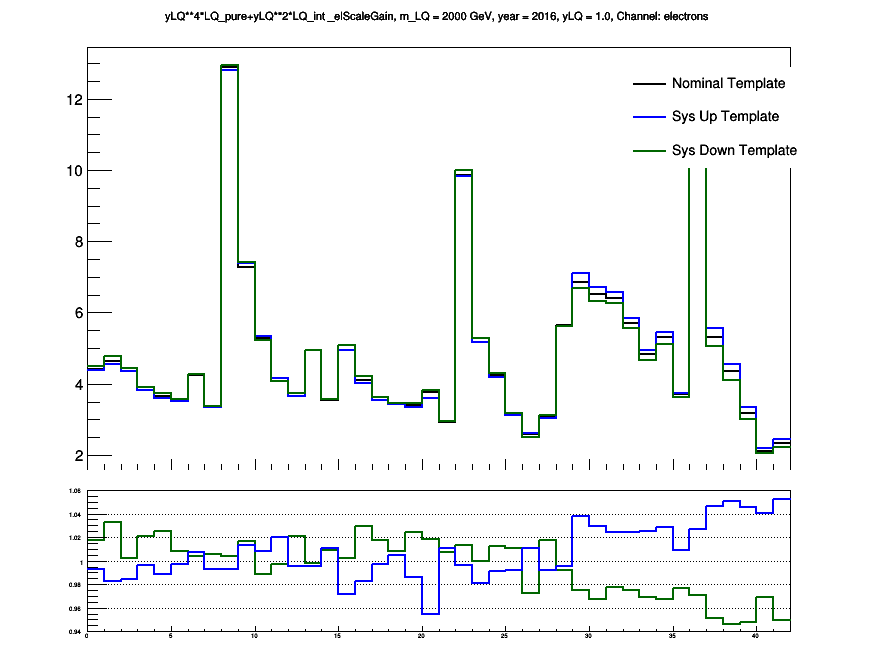 yLQ**4*LQ_pure+yLQ**2*LQ_int_elScaleGain, m_LQ = 2000 GeV, year = 2016, yLQ = 1.0, Channel: electrons
Nominal Template
Sys Up Template
Sys Down Template
12
10
8
6
4
2
1.06
1.04
1.02
1
0.98
0.96
0.94
0 5 10 15 20 25 30 35 40